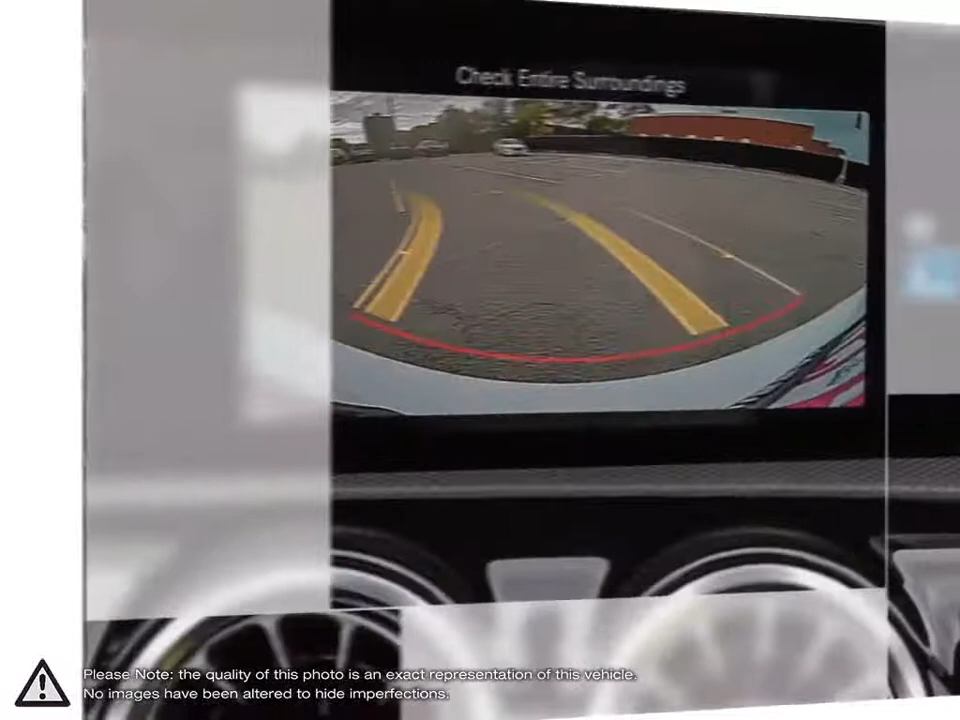 Check Entire Surroundings
Please Note: the quality of this photo is an exact representation of this vehicle.
No images have been altered to hide imperfections.